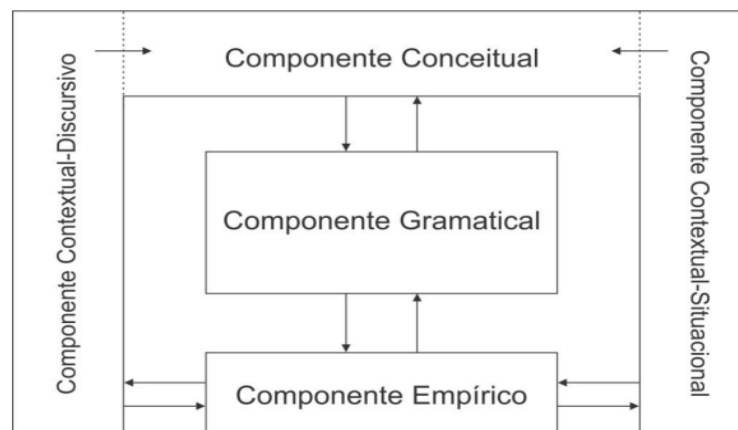 Componente Contextual-Discursivo
Componente Conceitual
Componente Contextual-Situacional
Componente Gramatical
Componente Empírico